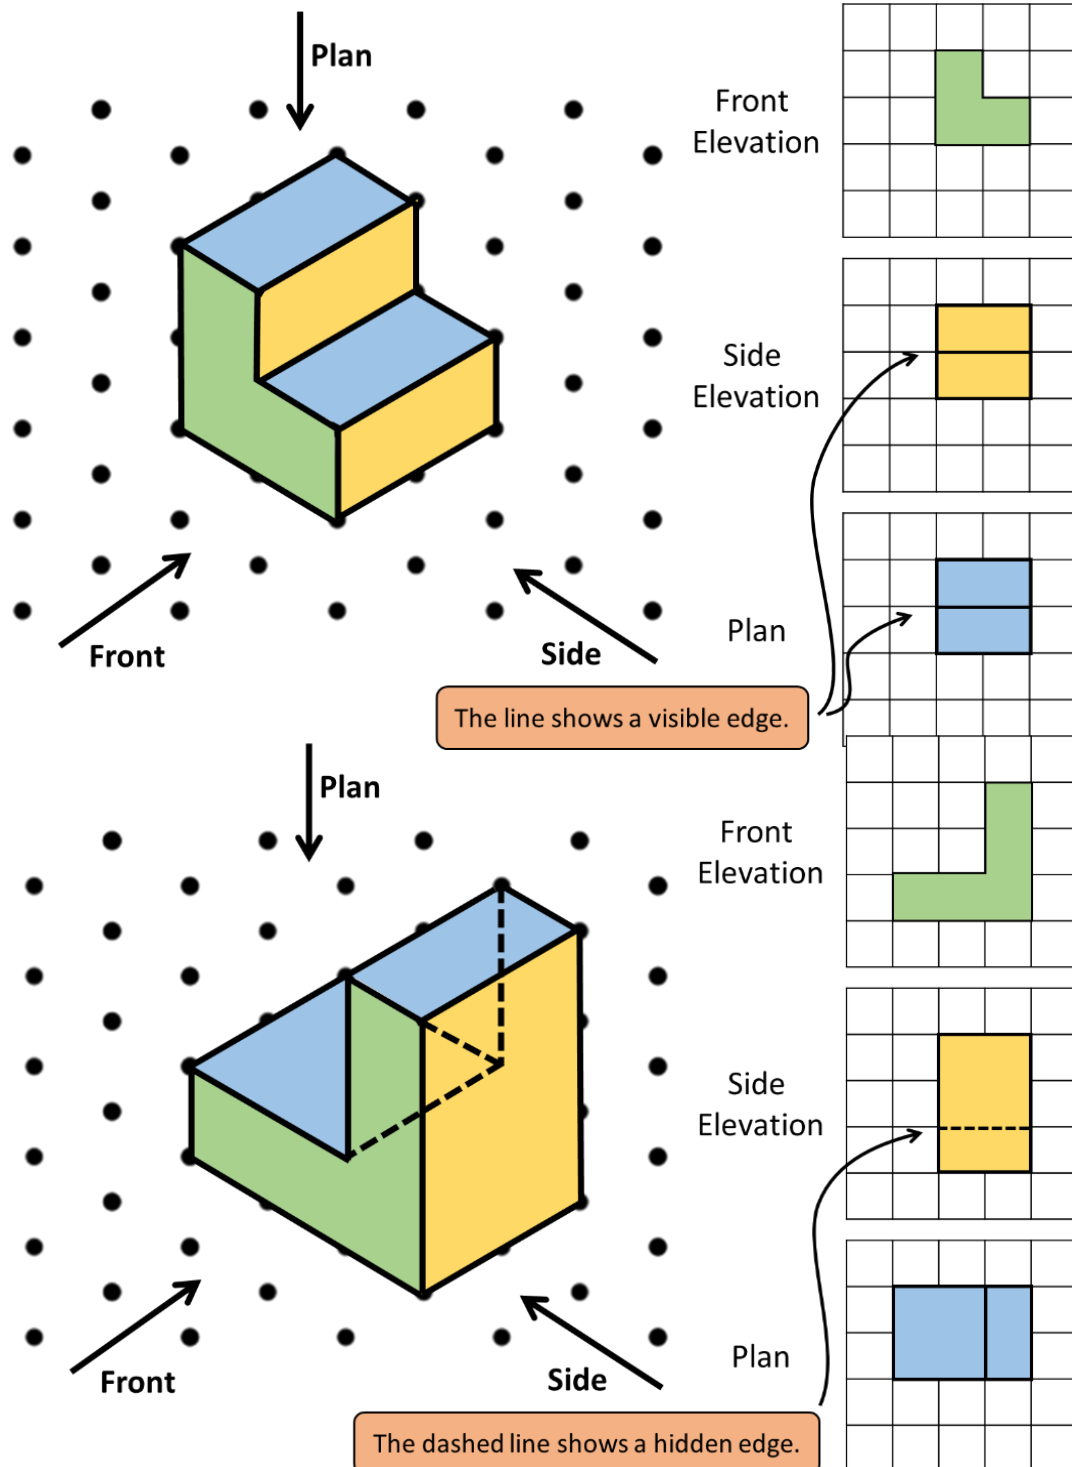 Plan
Front
Elevation
Side
Elevation
Plan
Front
Side
The line shows a visible edge.
Plan
Front
Elevation
Side
Elevation
Plan
Front
Side
The dashed line shows a hidden edge.